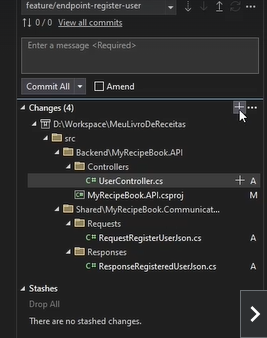 feature/endpoint-register-user
0 / 0 View all commits
Enter a message <Required>
Commit All Amend
Changes (4)
D:\Workspace\MeuLivroDeReceitas
src
Backend\MyRecipeBook.API
Controllers
C# UserController.cs A
C# MyRecipeBook.API.csproj M
Shared\MyRecipeBook.Communicat...
Requests
C# RequestRegisterUserJson.cs A
Responses
C# ResponseRegisteredUserJson.cs A
Stashes
Drop All
There are no stashed changes.